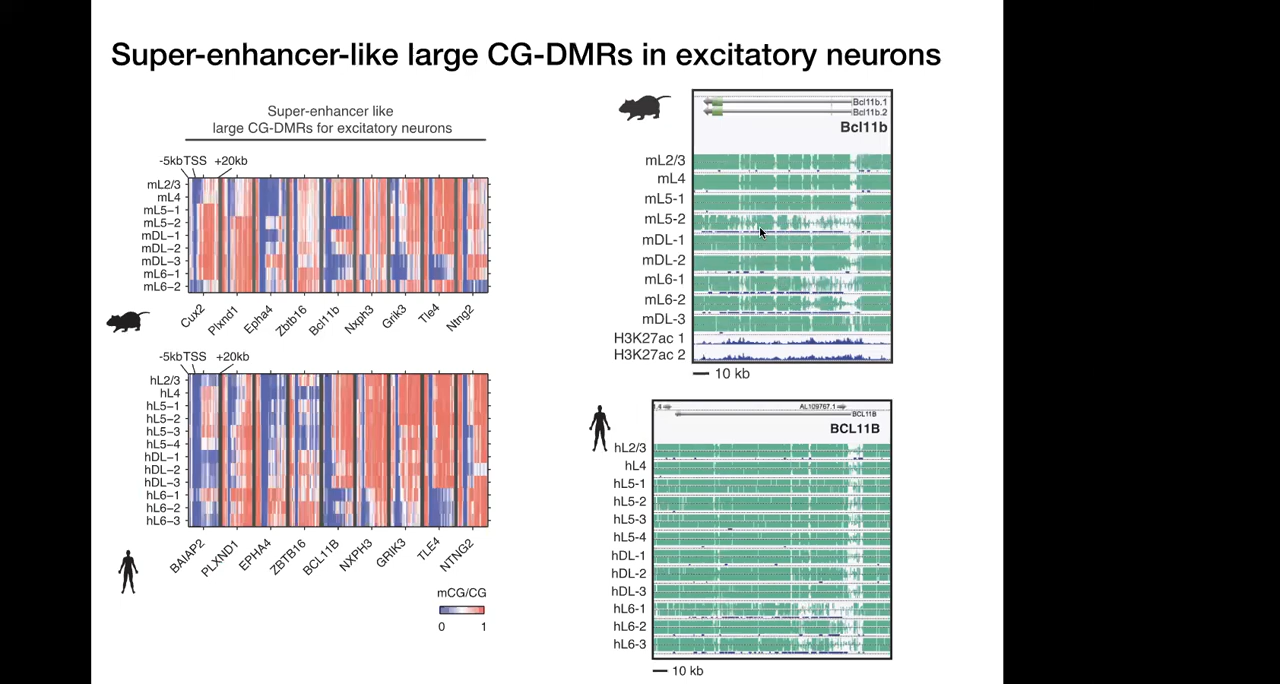 Super-enhancer-like large CG-DMRs in excitatory neurons
Super-enhancer like
large CG-DMRs for excitatory neurons
-5kb TSS +20kb
mL2/3
mL4
mL5-1
mL5-2
mDL-1
mDL-2
mDL-3
mL6-1
mL6-2
Cux2
Plxnd1
Epha4
Zbtb16
Bcl11b
Nxph3
Grik3
Tle4
Ntng2
-5kb TSS +20kb
hL2/3
hL4
hL5-1
hL5-2
hL5-3
hL5-4
hDL-1
hDL-2
hDL-3
hL6-1
hL6-2
hL6-3
BAIAP2
PLXND1
EPHA4
ZBTB16
BCL11B
NXPH3
GRIK3
TLE4
NTNG2
mCG/CG
0 1
Bcl11b.1
Bcl11b.2
Bcl11b
mL2/3
mL4
mL5-1
mL5-2
mDL-1
mDL-2
mL6-1
mL6-2
mDL-3
H3K27ac 1
H3K27ac 2
10 kb
AL109767.1
BCL11B
BCL11B
hL2/3
hL4
hL5-1
hL5-2
hL5-3
hL5-4
hDL-1
hDL-2
hDL-3
hL6-1
hL6-2
hL6-3
10 kb